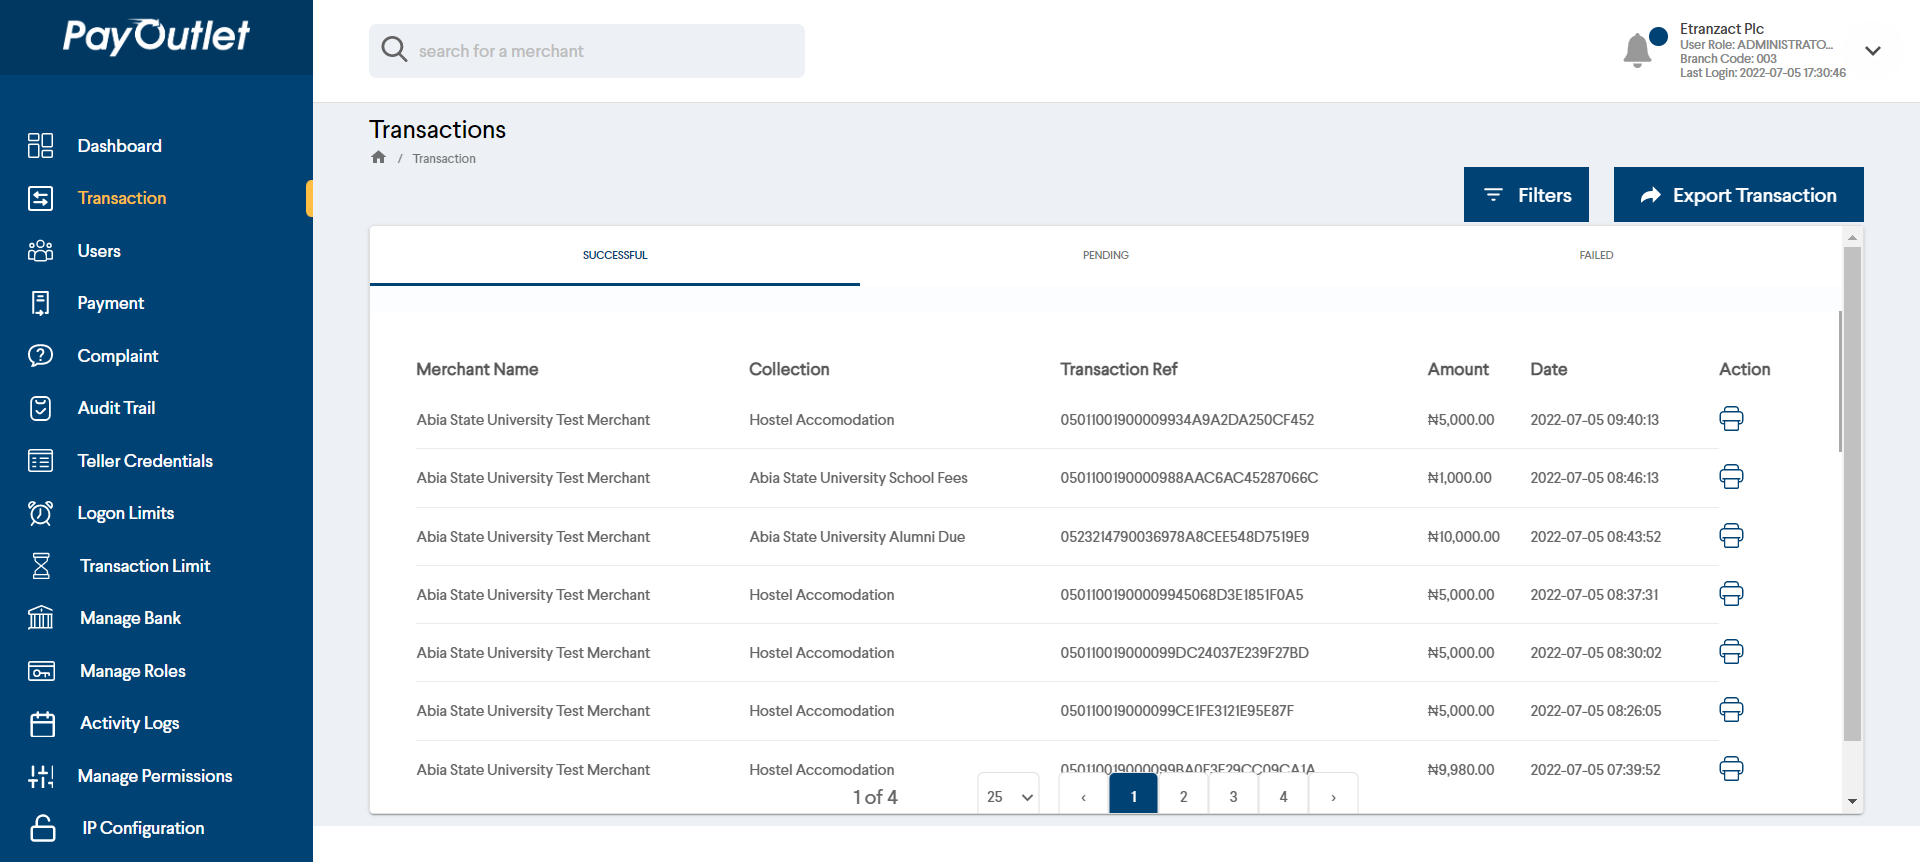 PayOutlet
search for a merchant
Etranzact Plc
User Role: ADMINISTRATO...
Branch Code: 003
Last Login: 2022-07-05 17:30:46
Dashboard
Transaction
Users
Payment
Complaint
Audit Trail
Teller Credentials
Logon Limits
Transaction Limit
Manage Bank
Manage Roles
Activity Logs
Manage Permissions
IP Configuration
Transactions
/ Transaction
Filters
Export Transaction
SUCCESSFUL PENDING FAILED
Merchant Name Collection Transaction Ref Amount Date Action
Abia State University Test Merchant Hostel Accomodation 05011001900009934A9A2DA250CF452 ₦5,000.00 2022-07-05 09:40:13
Abia State University Test Merchant Abia State University School Fees 0501100190000988AAC6AC45287066C ₦1,000.00 2022-07-05 08:46:13
Abia State University Test Merchant Abia State University Alumni Due 0523214790036978A8CEE548D7519E9 ₦10,000.00 2022-07-05 08:43:52
Abia State University Test Merchant Hostel Accomodation 05011001900009945068D3E1851F0A5 ₦5,000.00 2022-07-05 08:37:31
Abia State University Test Merchant Hostel Accomodation 050110019000099DC24037E239F27BD ₦5,000.00 2022-07-05 08:30:02
Abia State University Test Merchant Hostel Accomodation 050110019000099CE1FE3121E95E87F ₦5,000.00 2022-07-05 08:26:05
Abia State University Test Merchant Hostel Accomodation ₦9,980.00 2022-07-05 07:39:52
1 of 4 25 ‹ 1 2 3 4 ›